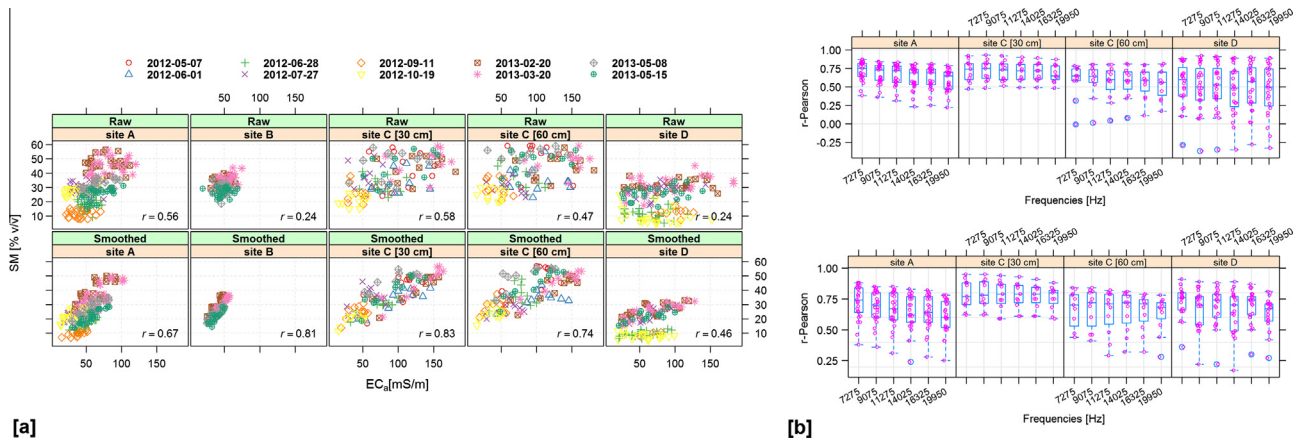 2012-05-07 2012-06-28 2012-09-11 2013-02-20 2013-05-08
2012-06-01 2012-07-27 2012-10-19 2013-03-20 2013-05-15
50 100 150 50 100 150
Raw Raw Raw Raw Raw
site A site B site C [30 cm] site C [60 cm] site D
60
50
40
30
20
10
r = 0.56 r = 0.24 r = 0.58 r = 0.47 r = 0.24
SM [% v/v]
Smoothed Smoothed Smoothed Smoothed Smoothed
site A site B site C [30 cm] site C [60 cm] site D
60
50
40
30
20
10
r = 0.67 r = 0.81 r = 0.83 r = 0.74 r = 0.46
50 100 150 50 100 150 50 100 150
ECa[mS/m]
[a]
7275 9075 11275 14025 16325 19950 7275 9075 11275 14025 16325 19950
site A site C [30 cm] site C [60 cm] site D
1.00
0.75
0.50
0.25
0.00
-0.25
r-Pearson
7275 9075 11275 14025 16325 19950 7275 9075 11275 14025 16325 19950
Frequencies [Hz]
7275 9075 11275 14025 16325 19950 7275 9075 11275 14025 16325 19950
site A site C [30 cm] site C [60 cm] site D
1.00
0.75
0.50
0.25
r-Pearson
7275 9075 11275 14025 16325 19950 7275 9075 11275 14025 16325 19950
Frequencies [Hz]
[b]